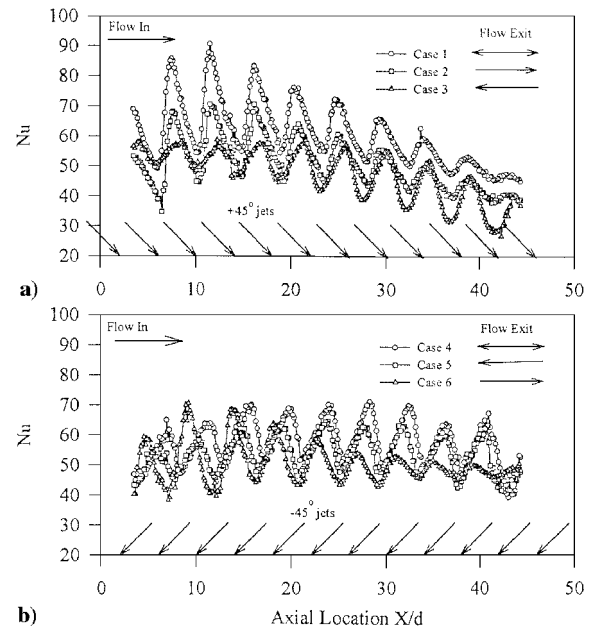 100
Flow In
Flow Exit
90
Case 1
80
Case 2
Case 3
70
Nu
60
50
40
30
+45° jets
20
a)
0 10 20 30 40 50
100
Flow In
Flow Exit
90
Case 4
80
Case 5
Case 6
70
Nu
60
50
40
-45° jets
30
20
0 10 20 30 40 50
b)
Axial Location X/d